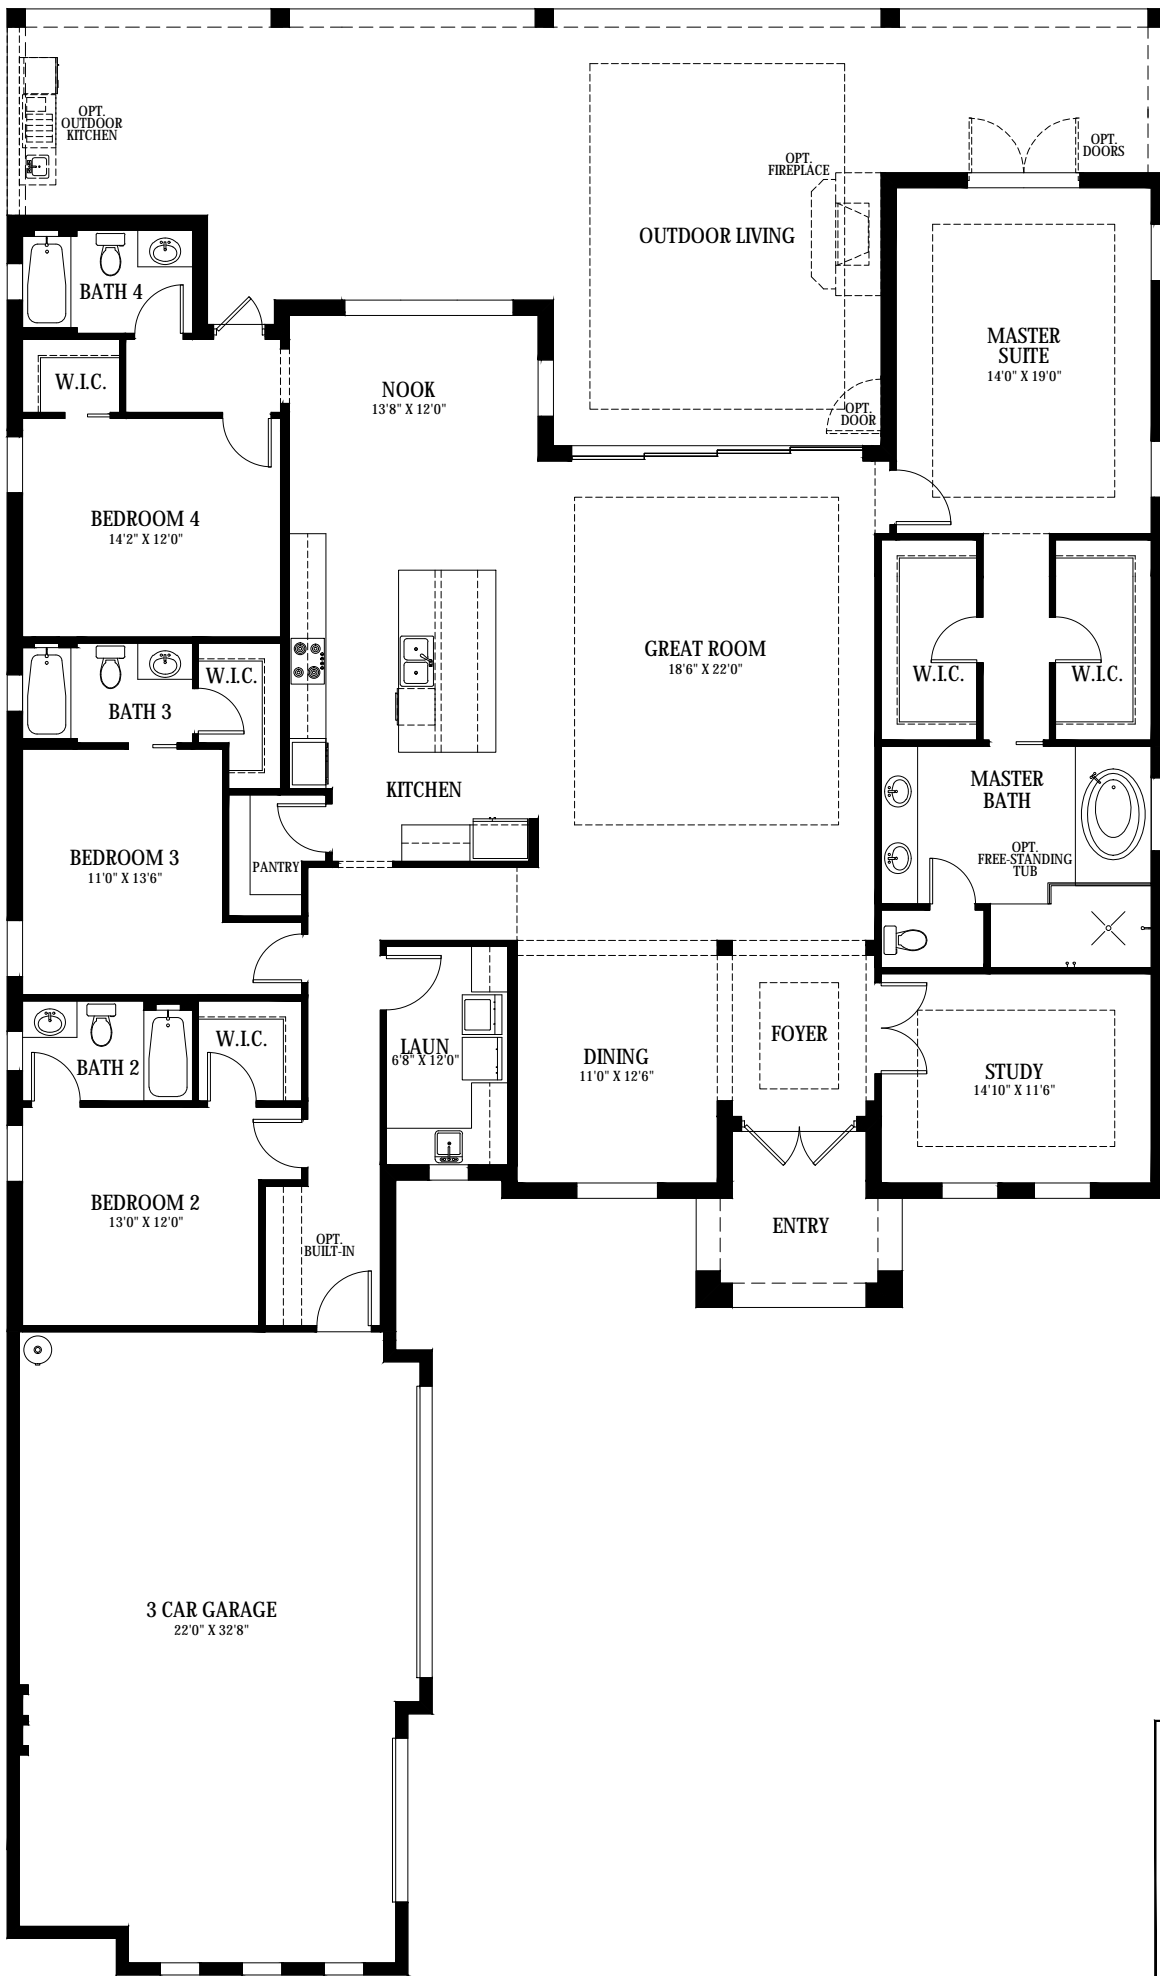 OPT.
OUTDOOR
KITCHEN
OPT.
DOORS
OPT.
FIREPLACE
OUTDOOR LIVING
BATH 4
MASTER
SUITE
14'0" X 19'0"
W.I.C.
NOOK
13'8" X 12'0"
OPT.
DOOR
BEDROOM 4
14'2" X 12'0"
GREAT ROOM
18'6" X 22'0"
W.I.C.
W.I.C.
W.I.C.
BATH 3
KITCHEN
MASTER
BATH
OPT.
FREE-STANDING
TUB
BEDROOM 3
11'0" X 13'6"
PANTRY
W.I.C.
BATH 2
LAUN
6'8" X 12'0"
DINING
11'0" X 12'6"
FOYER
STUDY
14'10" X 11'6"
BEDROOM 2
13'0" X 12'0"
OPT.
BUILT-IN
ENTRY
3 CAR GARAGE
22'0" X 32'8"